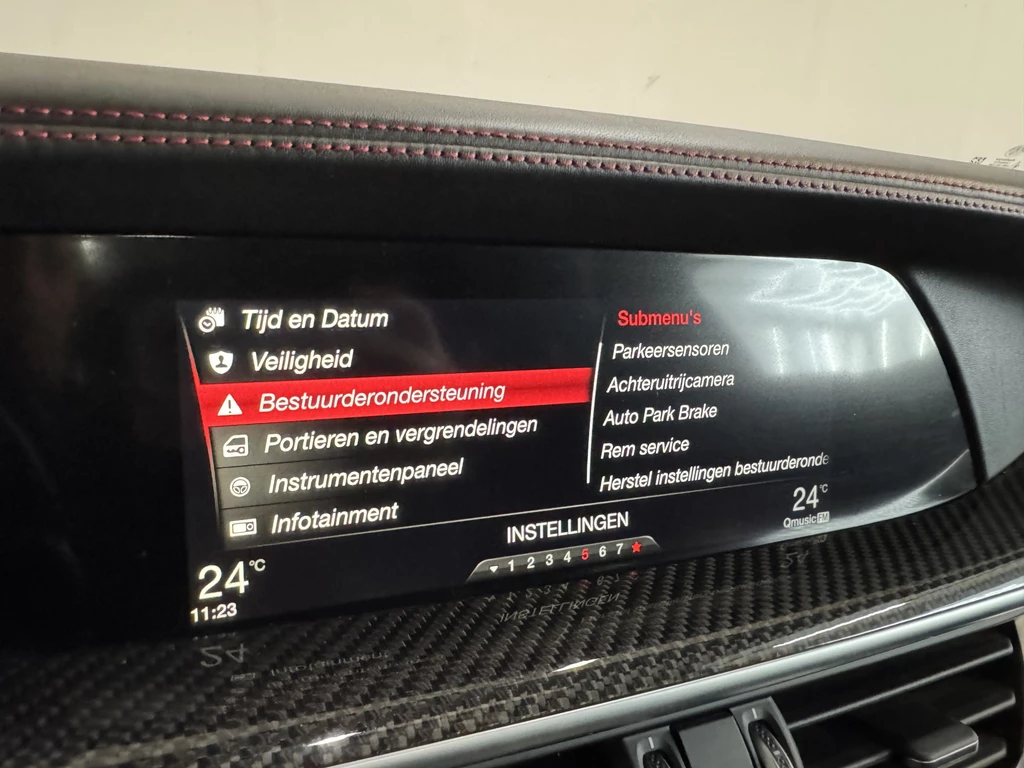 Tijd en Datum
Veiligheid
Bestuurderondersteuning
Portieren en vergrendelingen
Instrumentenpaneel
Infotainment
Submenu's
Parkeersensoren
Achteruitrijcamera
Auto Park Brake
Rem service
Herstel instellingen bestuurderonde
INSTELLINGEN
1 2 3 4 5 6 7
24°C
11:23
24°C
Qmusic FM